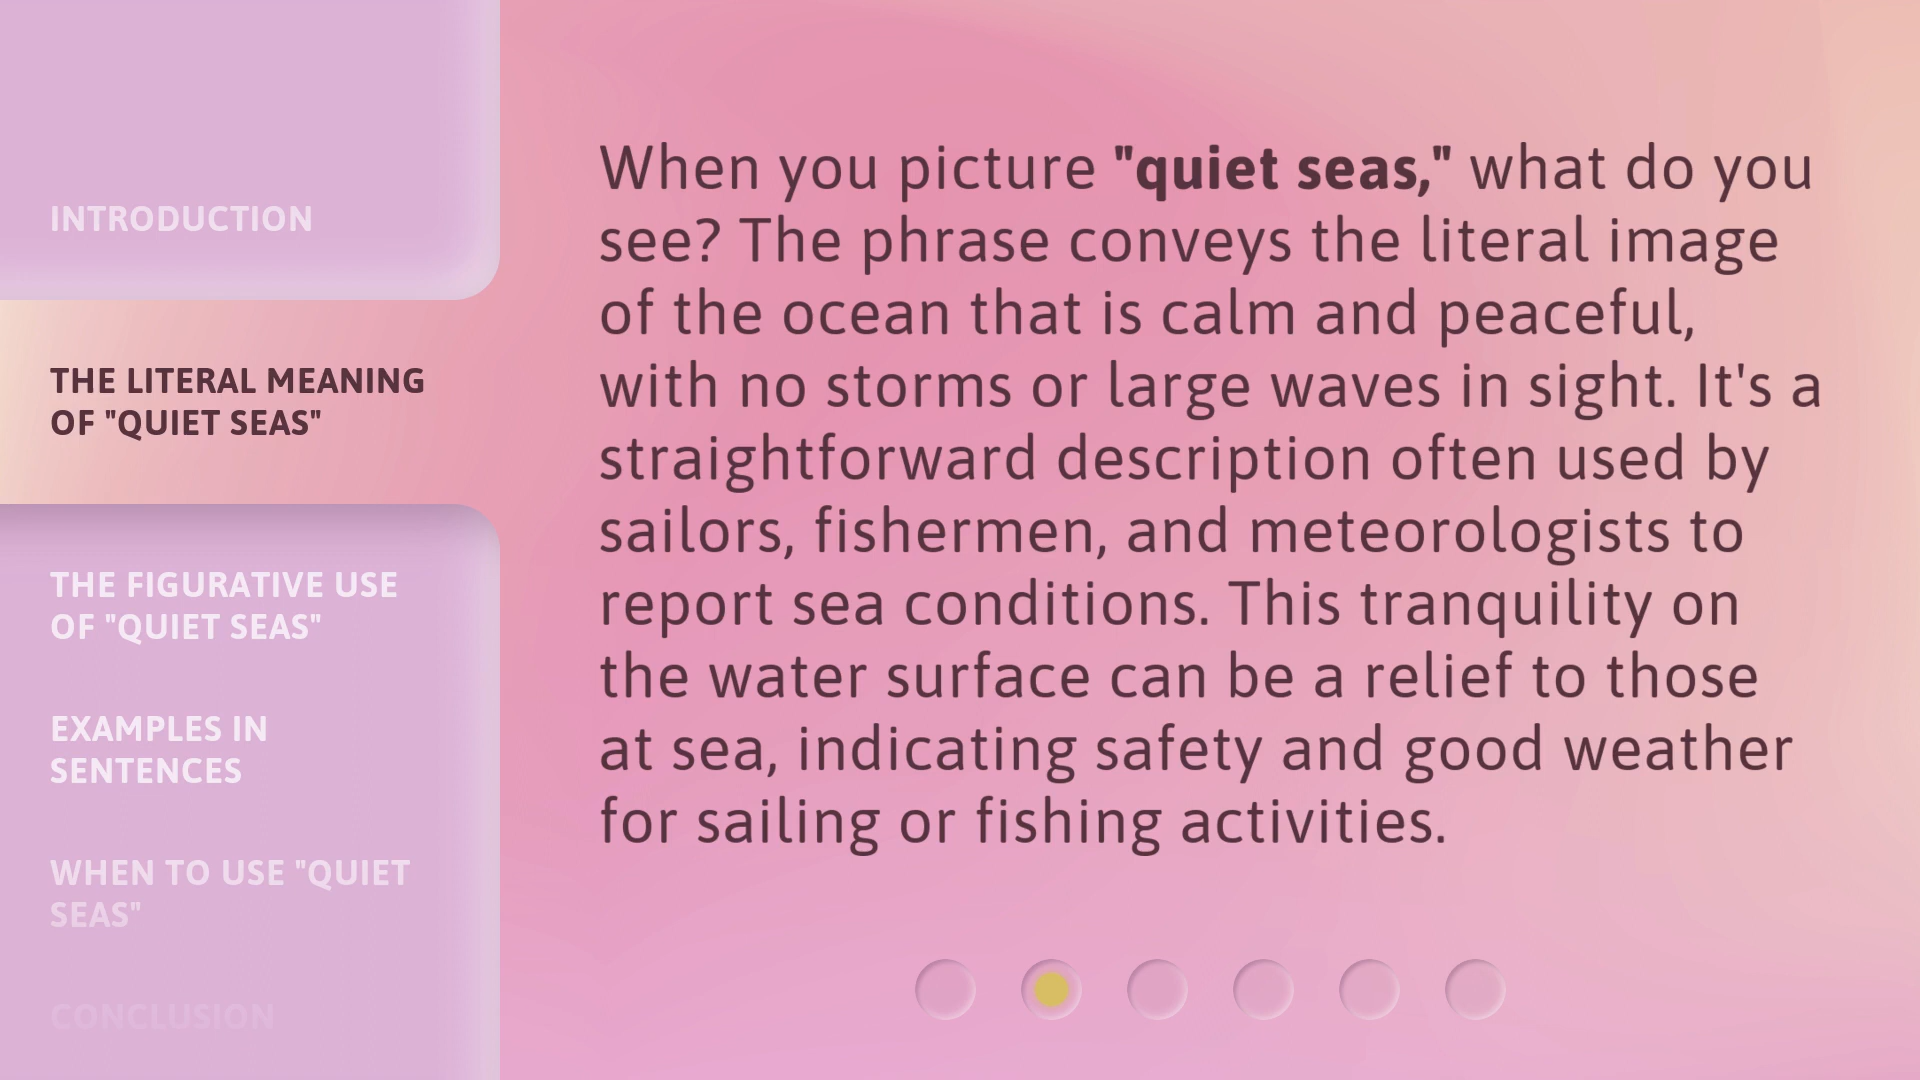 INTRODUCTION
THE LITERAL MEANING
OF "QUIET SEAS"
THE FIGURATIVE USE
OF "QUIET SEAS"
EXAMPLES IN
SENTENCES
WHEN TO USE "QUIET
SEAS"
CONCLUSION
When you picture "quiet seas," what do you
see? The phrase conveys the literal image
of the ocean that is calm and peaceful,
with no storms or large waves in sight. It's a
straightforward description often used by
sailors, fishermen, and meteorologists to
report sea conditions. This tranquility on
the water surface can be a relief to those
at sea, indicating safety and good weather
for sailing or fishing activities.